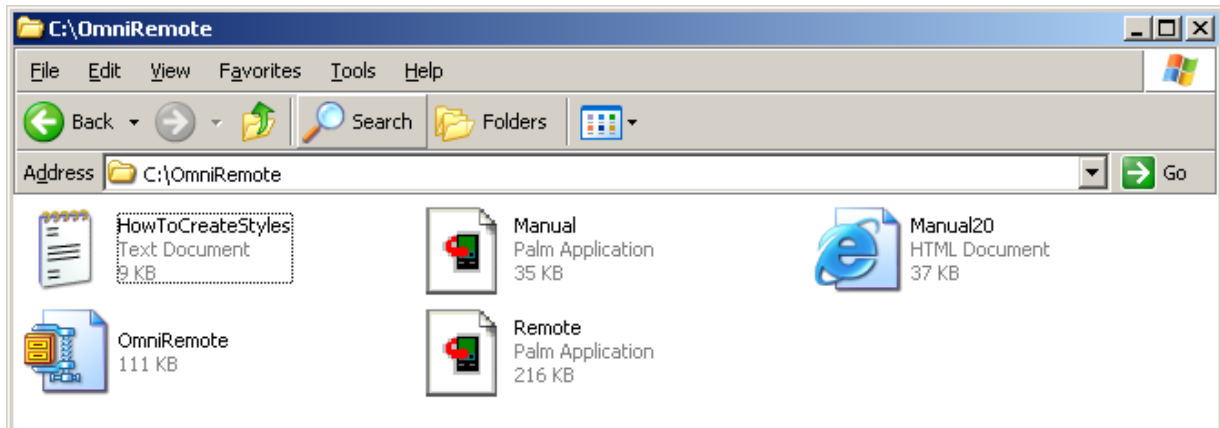 C:\OmniRemote
File Edit View Favorites Tools Help
Back Search Folders
Address C:\OmniRemote Go
HowToCreateStyles
Text Document
9 KB
Manual
Palm Application
35 KB
Manual20
HTML Document
37 KB
OmniRemote
111 KB
Remote
Palm Application
216 KB